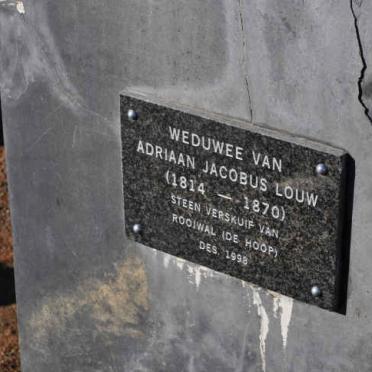 WEDUWEE VAN
ADRIAAN JACOBUS LOUW
(1814 — 1870)
STEEN VERSKUIF VAN
ROOIWAL (DE HOOP)
DES. 1998